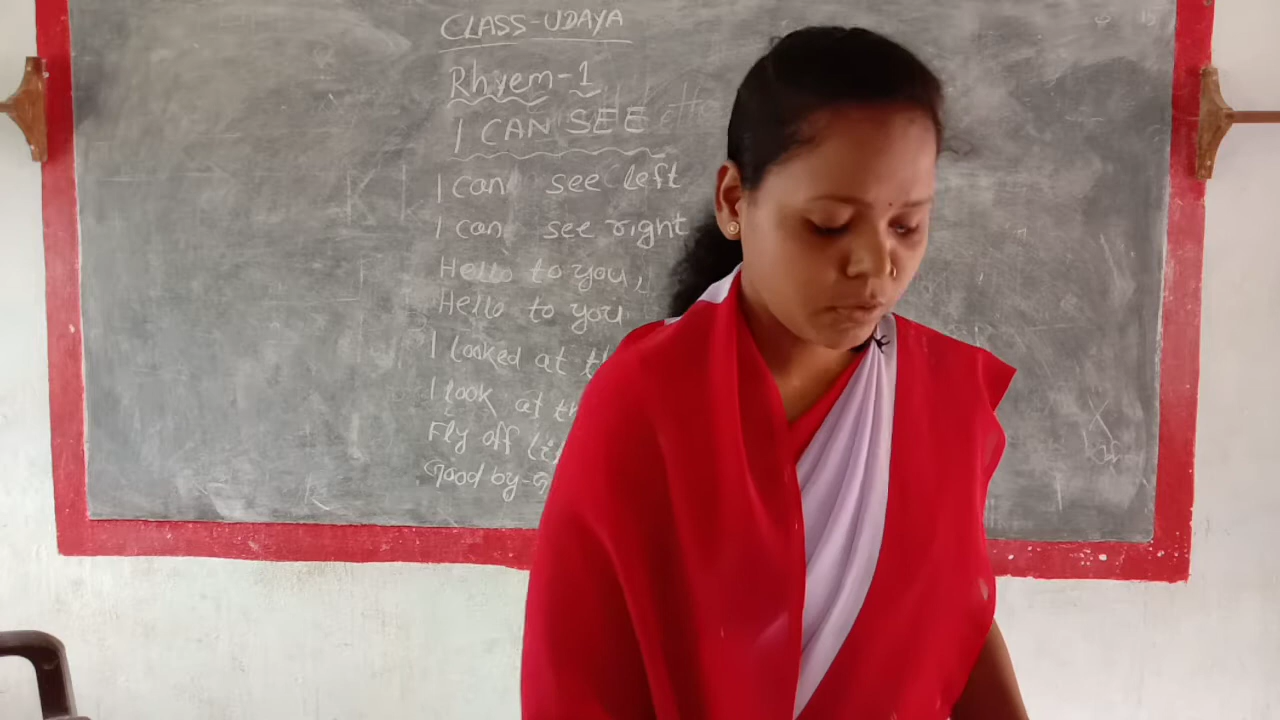 CLASS-UDAYA
Rhyem-1
I CAN SEE
I can see left
I can see right
Hello to you,
Hello to you
I looked at
I look at
Fly off
Good by-